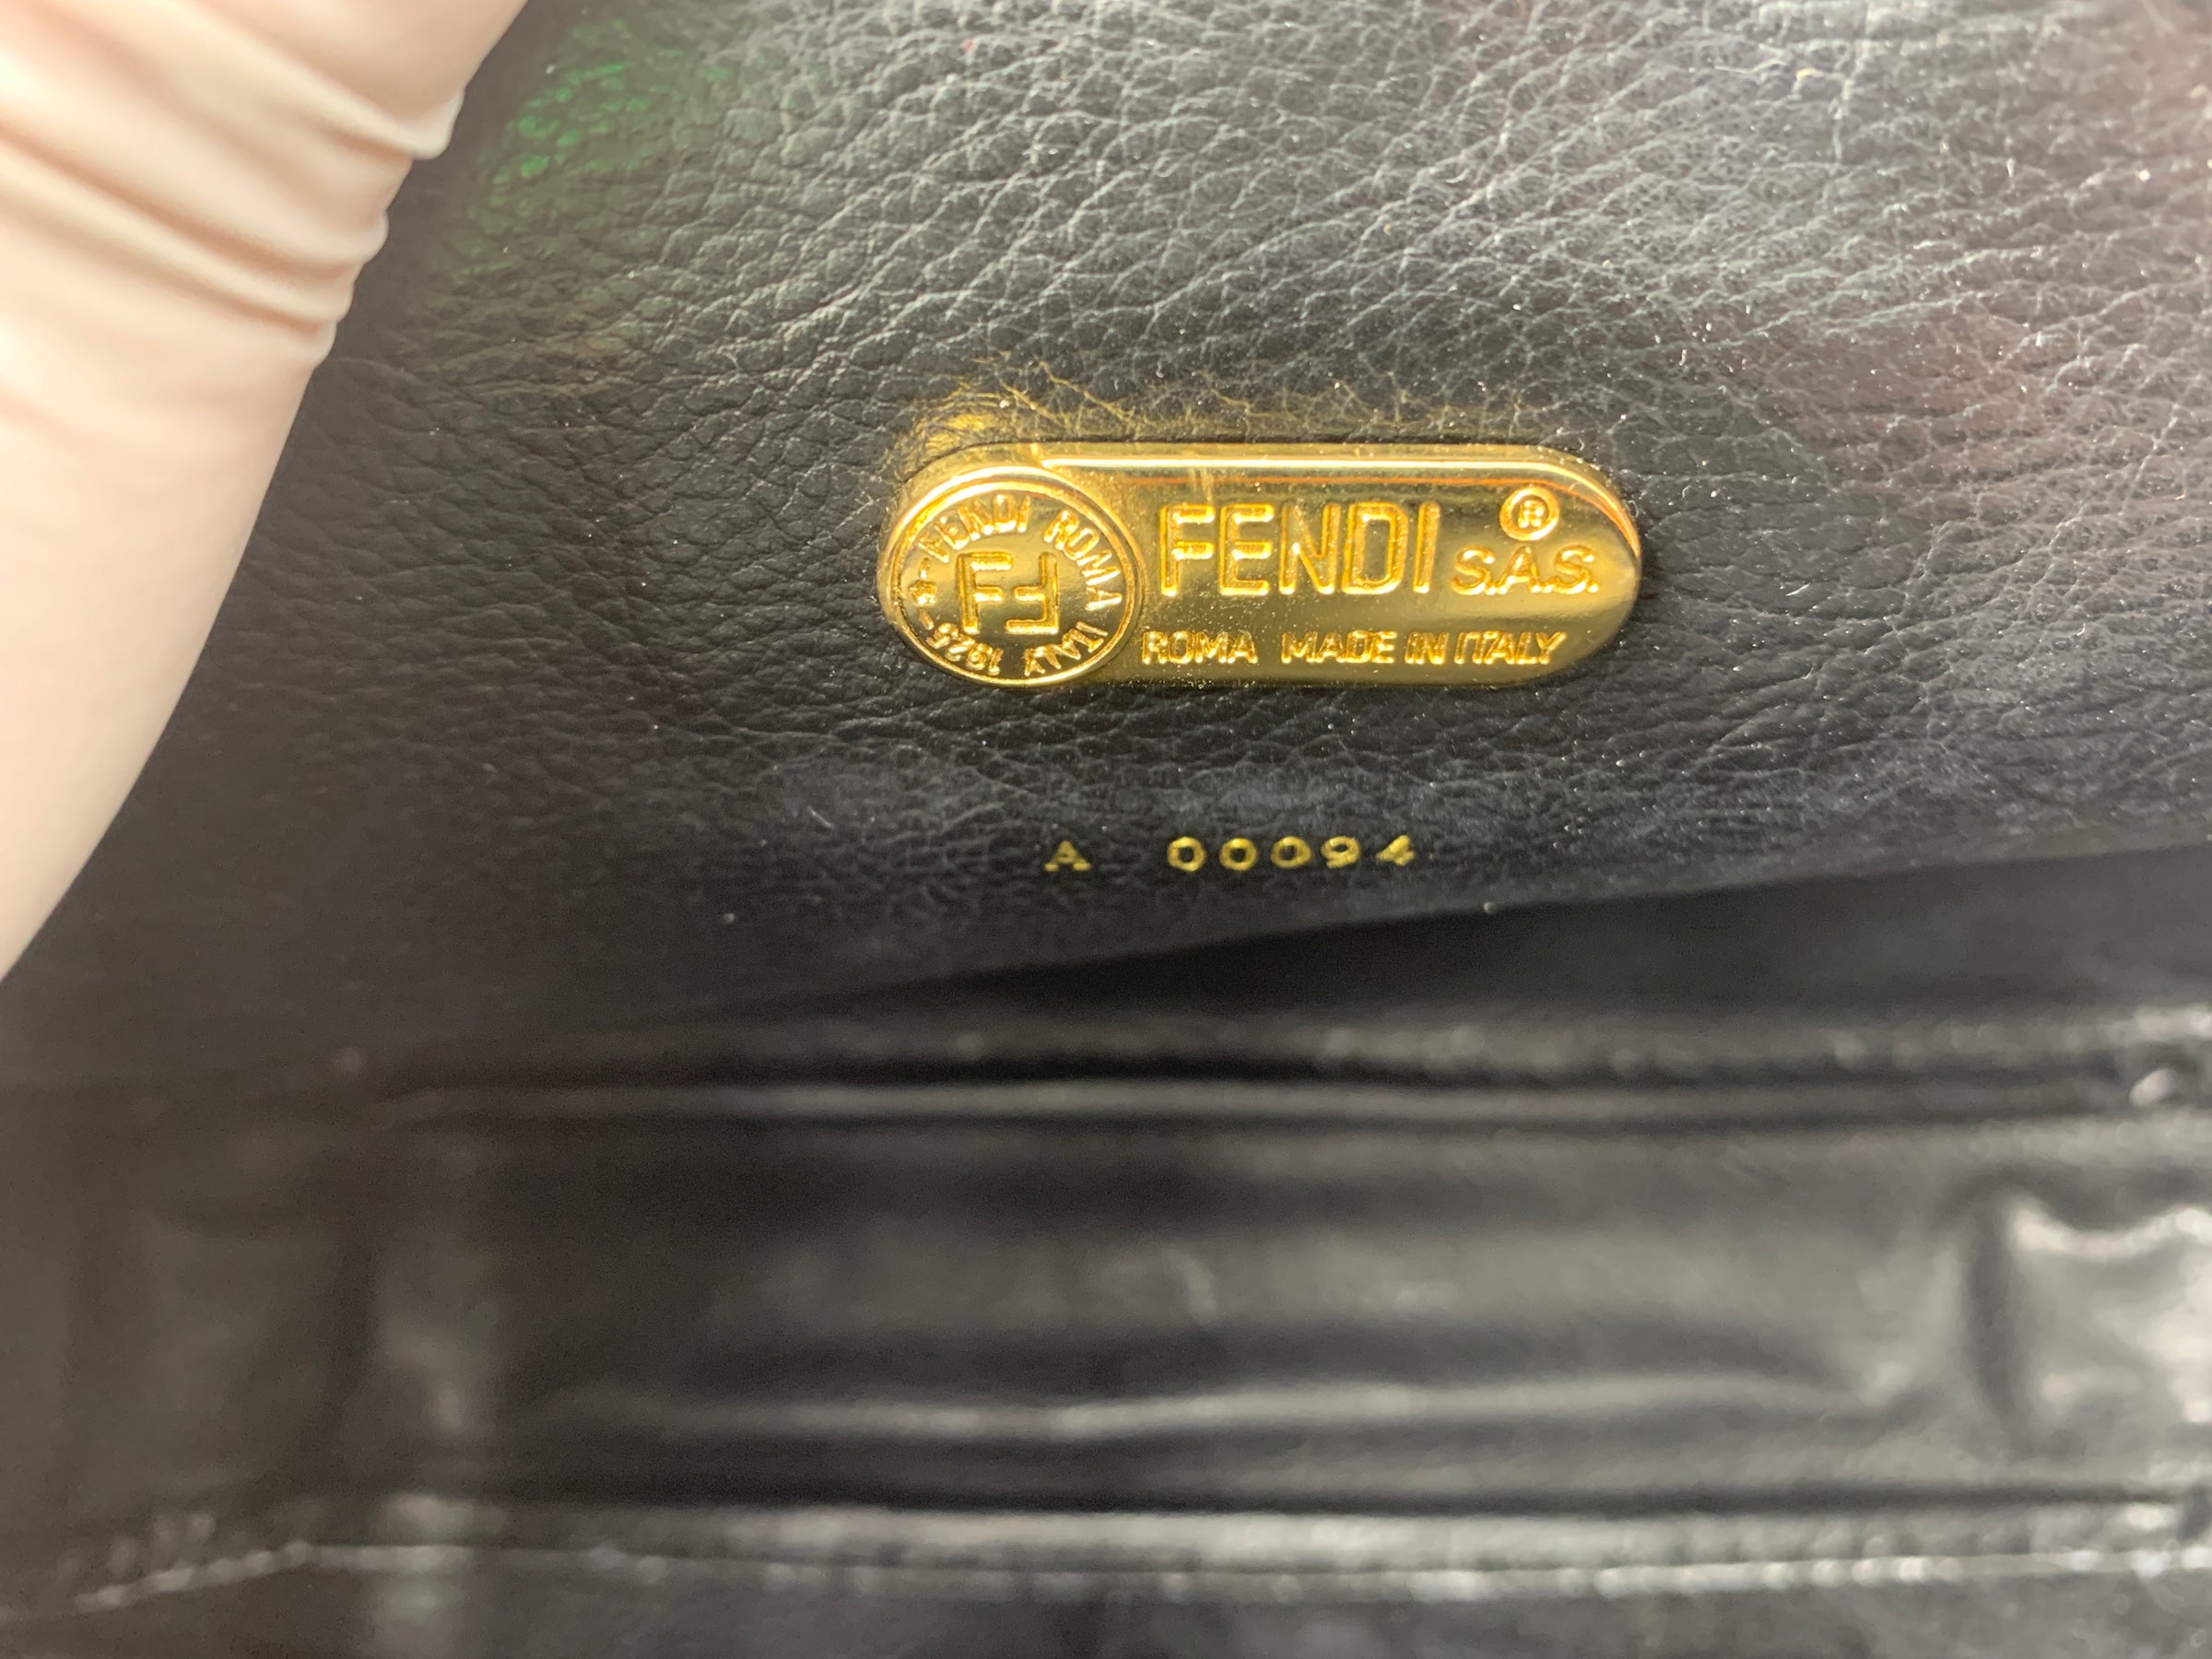 FENDI ROMA ITALY 1925
FF
FENDI S.A.S. ®
ROMA MADE IN ITALY
A 00094